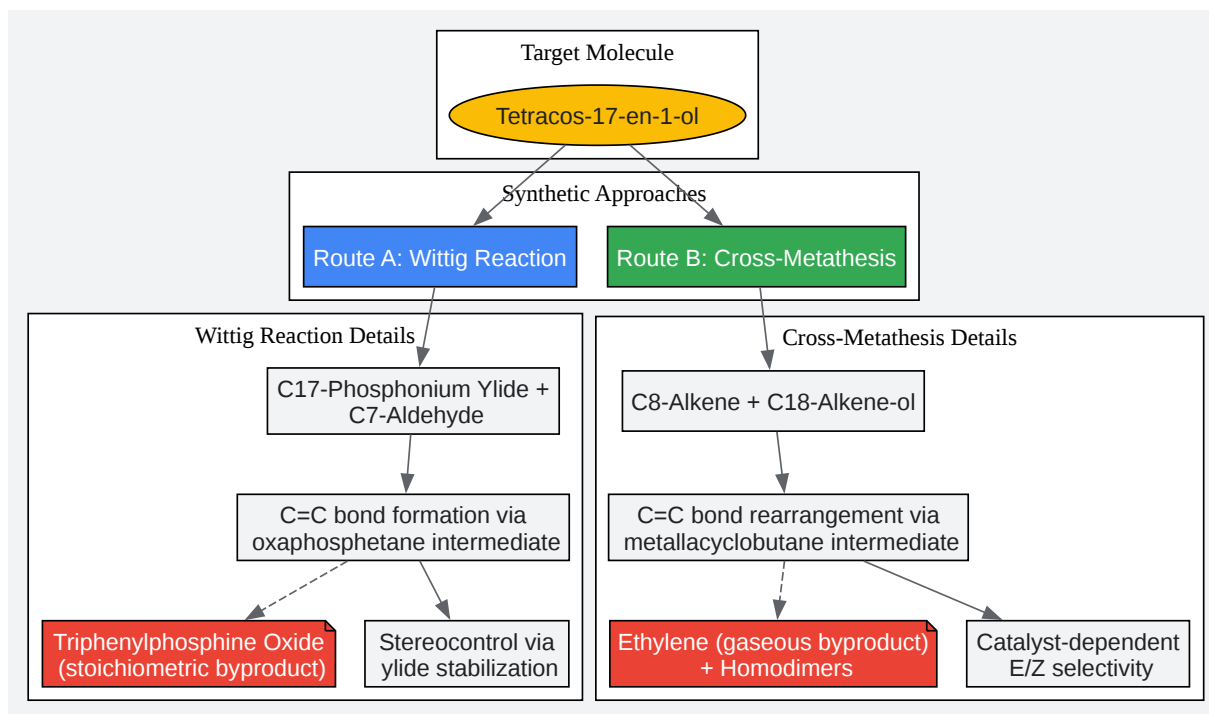 Target Molecule
Tetracos-17-en-1-ol
Synthetic Approaches
Route A: Wittig Reaction
Route B: Cross-Metathesis
Wittig Reaction Details
C17-Phosphonium Ylide +
C7-Aldehyde
C=C bond formation via
oxaphosphetane intermediate
Triphenylphosphine Oxide
(stoichiometric byproduct)
Stereocontrol via
ylide stabilization
Cross-Metathesis Details
C8-Alkene + C18-Alkene-ol
C=C bond rearrangement via
metallacyclobutane intermediate
Ethylene (gaseous byproduct)
+ Homodimers
Catalyst-dependent
E/Z selectivity